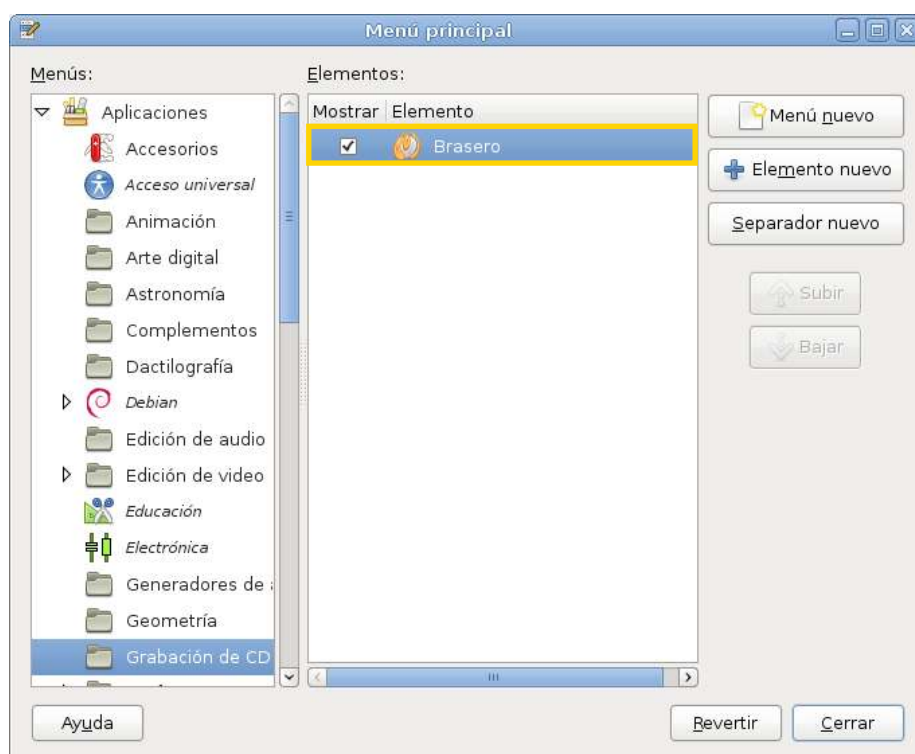 Menú principal
Menús:
Elementos:
Aplicaciones
Accesorios
Acceso universal
Animación
Arte digital
Astronomía
Complementos
Dactilografía
Debian
Edición de audio
Edición de video
Educación
Electrónica
Generadores de
Geometría
Grabación de CD
Mostrar Elemento
Brasero
Menú nuevo
Elemento nuevo
Separador nuevo
Subir
Bajar
Ayuda
Revertir
Cerrar